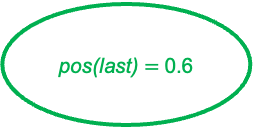 pos(last) = 0.6